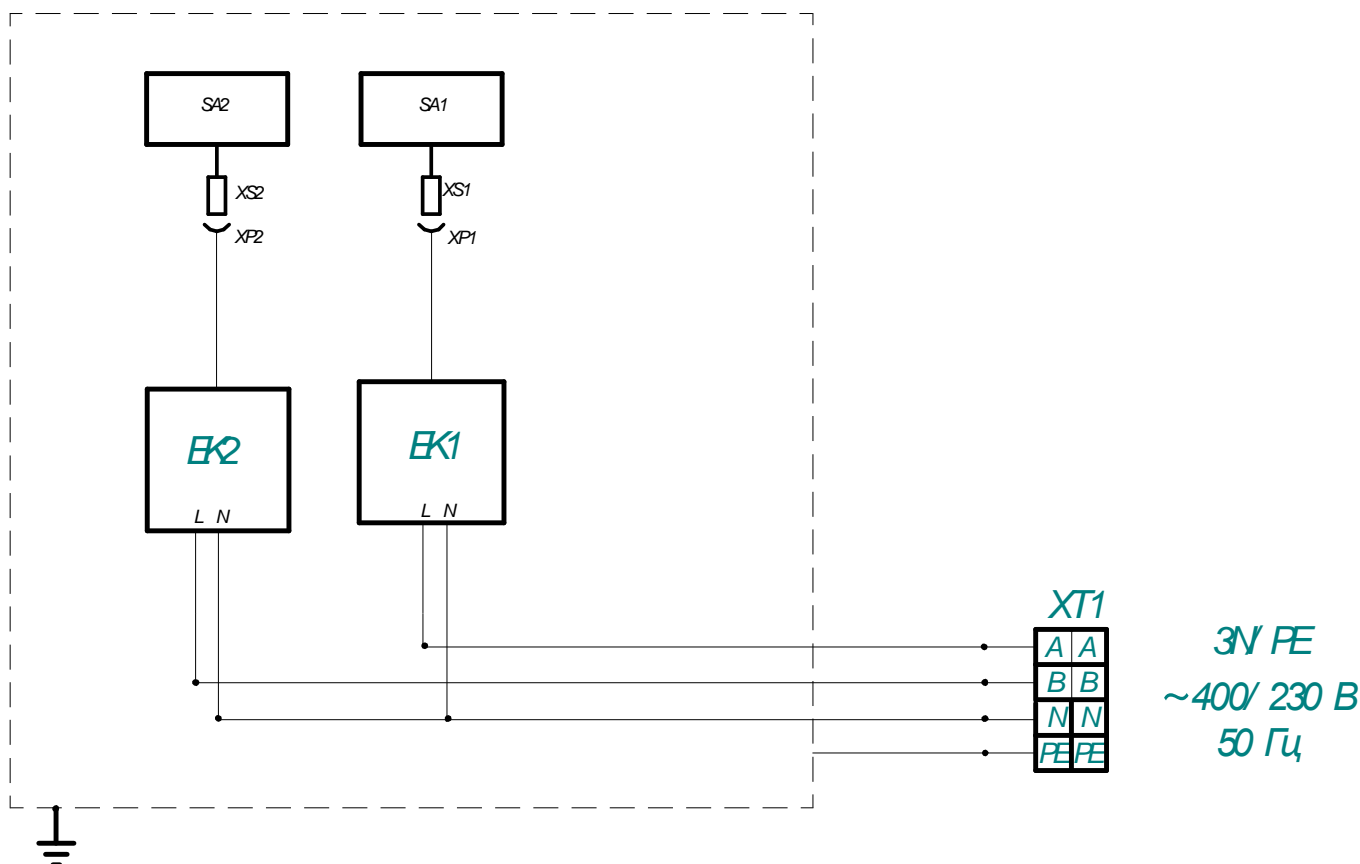 SA2
SA1
XS2
XS1
XP2
XP1
EK2
EK1
L N
L N
XT1
A A
B B
N N
PE PE
3N/ PE
~400/ 230 В
50 Гц